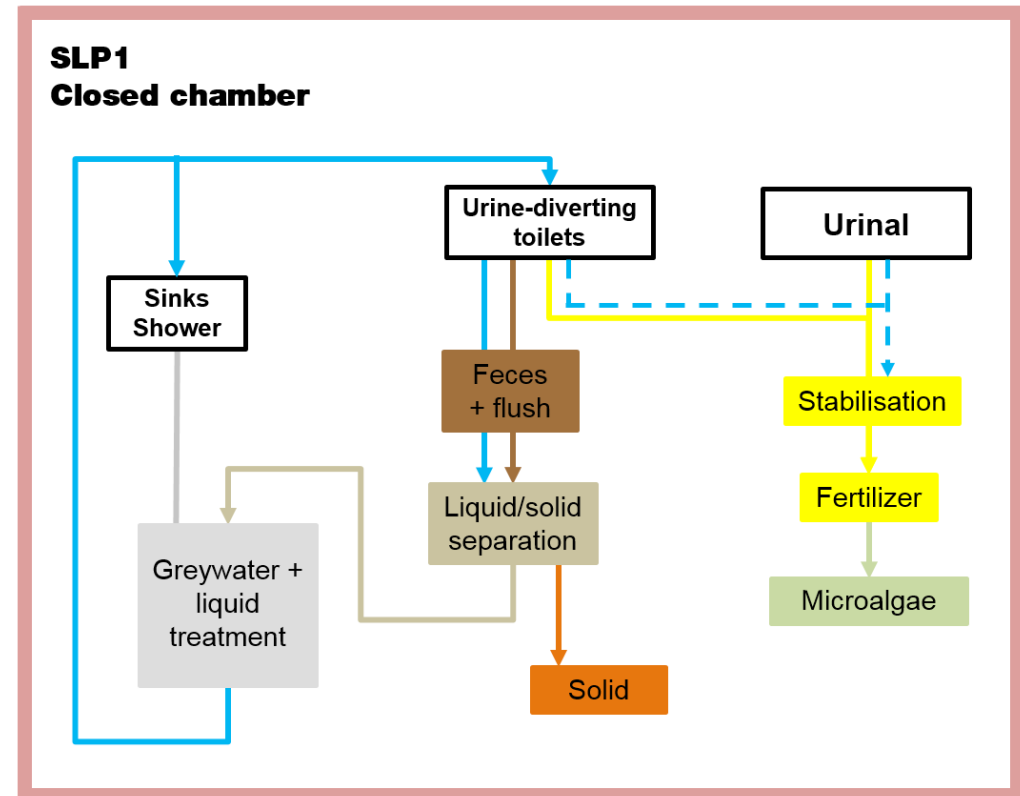 SLP1
Closed chamber
Urine-diverting
toilets
Urinal
Sinks
Shower
Feces
+ flush
Stabilisation
Liquid/solid
separation
Fertilizer
Greywater +
liquid
treatment
Microalgae
Solid